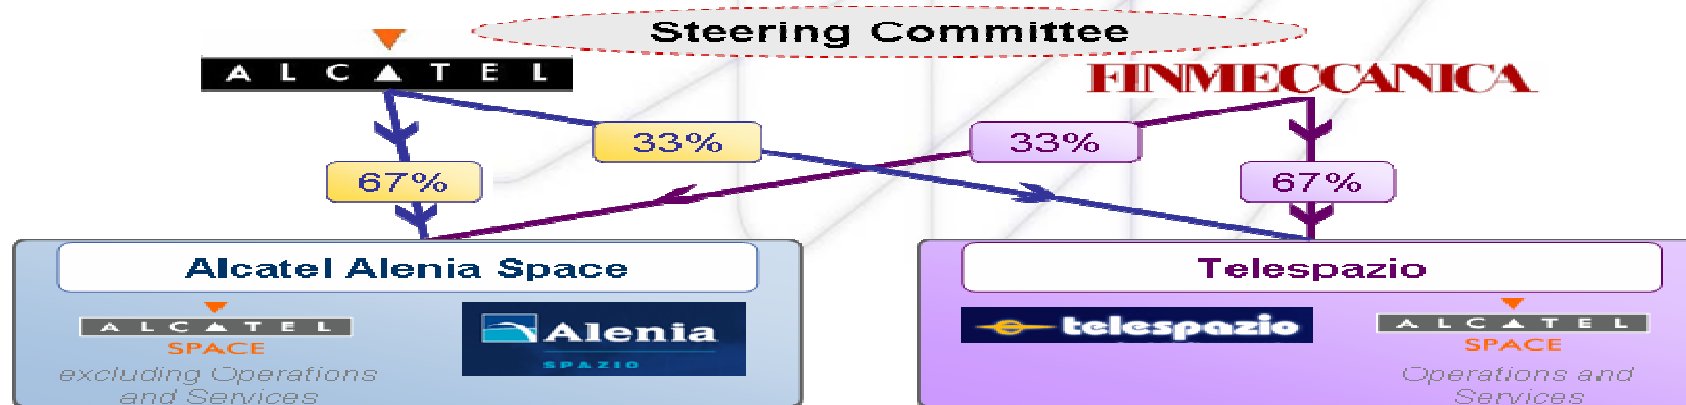 Steering Committee
ALCATEL
FINMECCANICA
33%
33%
67%
67%
Alcatel Alenia Space
Telespazio
ALCATEL
SPACE
excluding Operations
and Services
Alenia
SPAZIO
telespazio
ALCATEL
SPACE
Operations and
Services